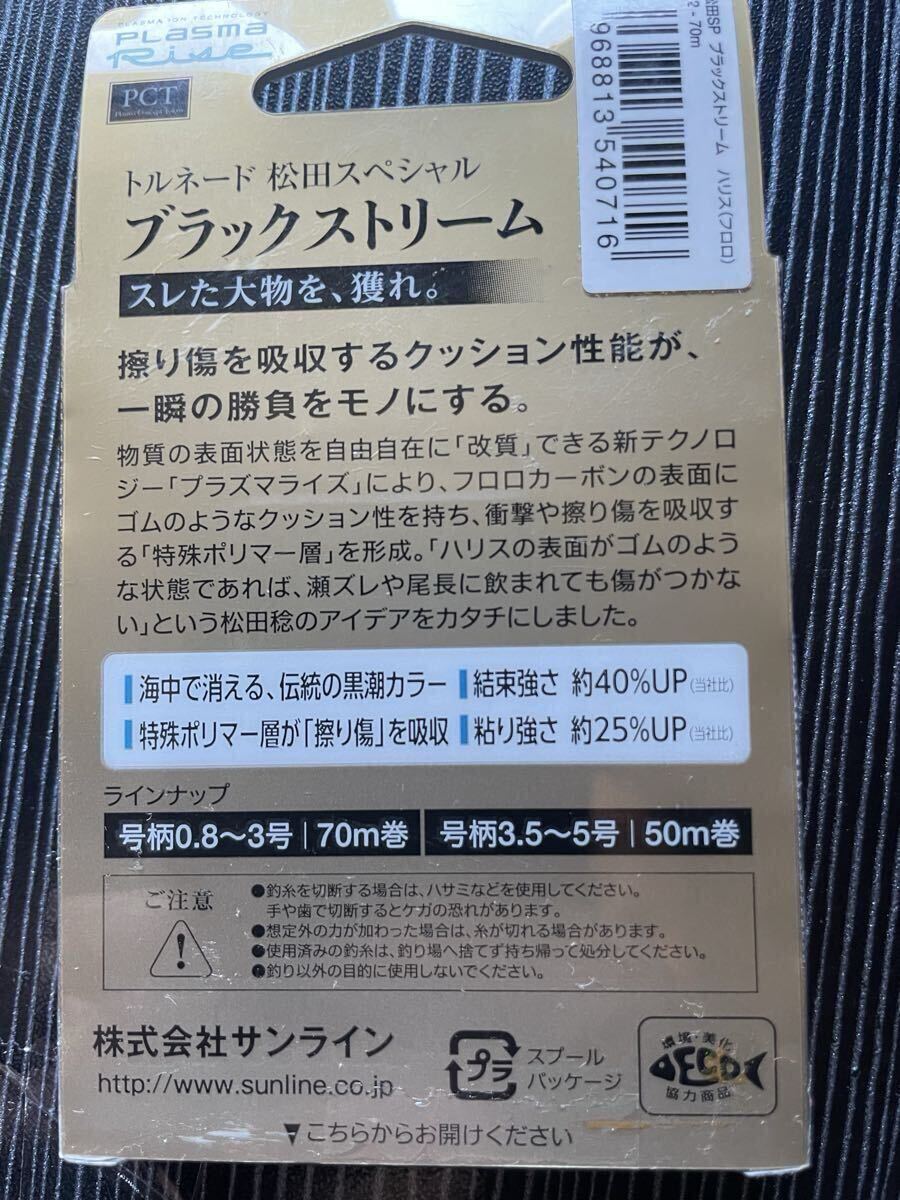 PLASMA ION TECHNOLOGY
PLASMA
Rise
PCT
ブラックストリーム ハリス(フロロ)
2-70m
9688813 540716
トルネード 松田スペシャル
ブラックストリーム
スレた大物を、獲れ。
擦り傷を吸収するクッション性能が、
一瞬の勝負をモノにする。
物質の表面状態を自由自在に「改質」できる新テクノロ
ジー「プラズマライズ」により、フロロカーボンの表面に
ゴムのようなクッション性を持ち、衝撃や擦り傷を吸収す
る「特殊ポリマー層」を形成。「ハリスの表面がゴムのよう
な状態であれば、瀬ズレや尾長に飲まれても傷がつかな
い」という松田稔のアイデアをカタチにしました。
海中で消える、伝統の黒潮カラー
結束強さ 約40%UP(当社比)
特殊ポリマー層が「擦り傷」を吸収
粘り強さ 約25%UP(当社比)
ラインナップ
号柄0.8〜3号|70m巻
号柄3.5〜5号|50m巻
ご注意
●釣糸を切断する場合は、ハサミなどを使用してください。
手や歯で切断するとケガの恐れがあります。
●想定外の力が加わった場合は、糸が切れる場合があります。
●使用済みの釣糸は、釣り場へ捨てず持ち帰って処分してください。
●釣り以外の目的に使用しないでください。
株式会社サンライン
http://www.sunline.co.jp
プラ
スプール
パッケージ
環境・美化
ECO
協力商品
▼こちらからお開けください